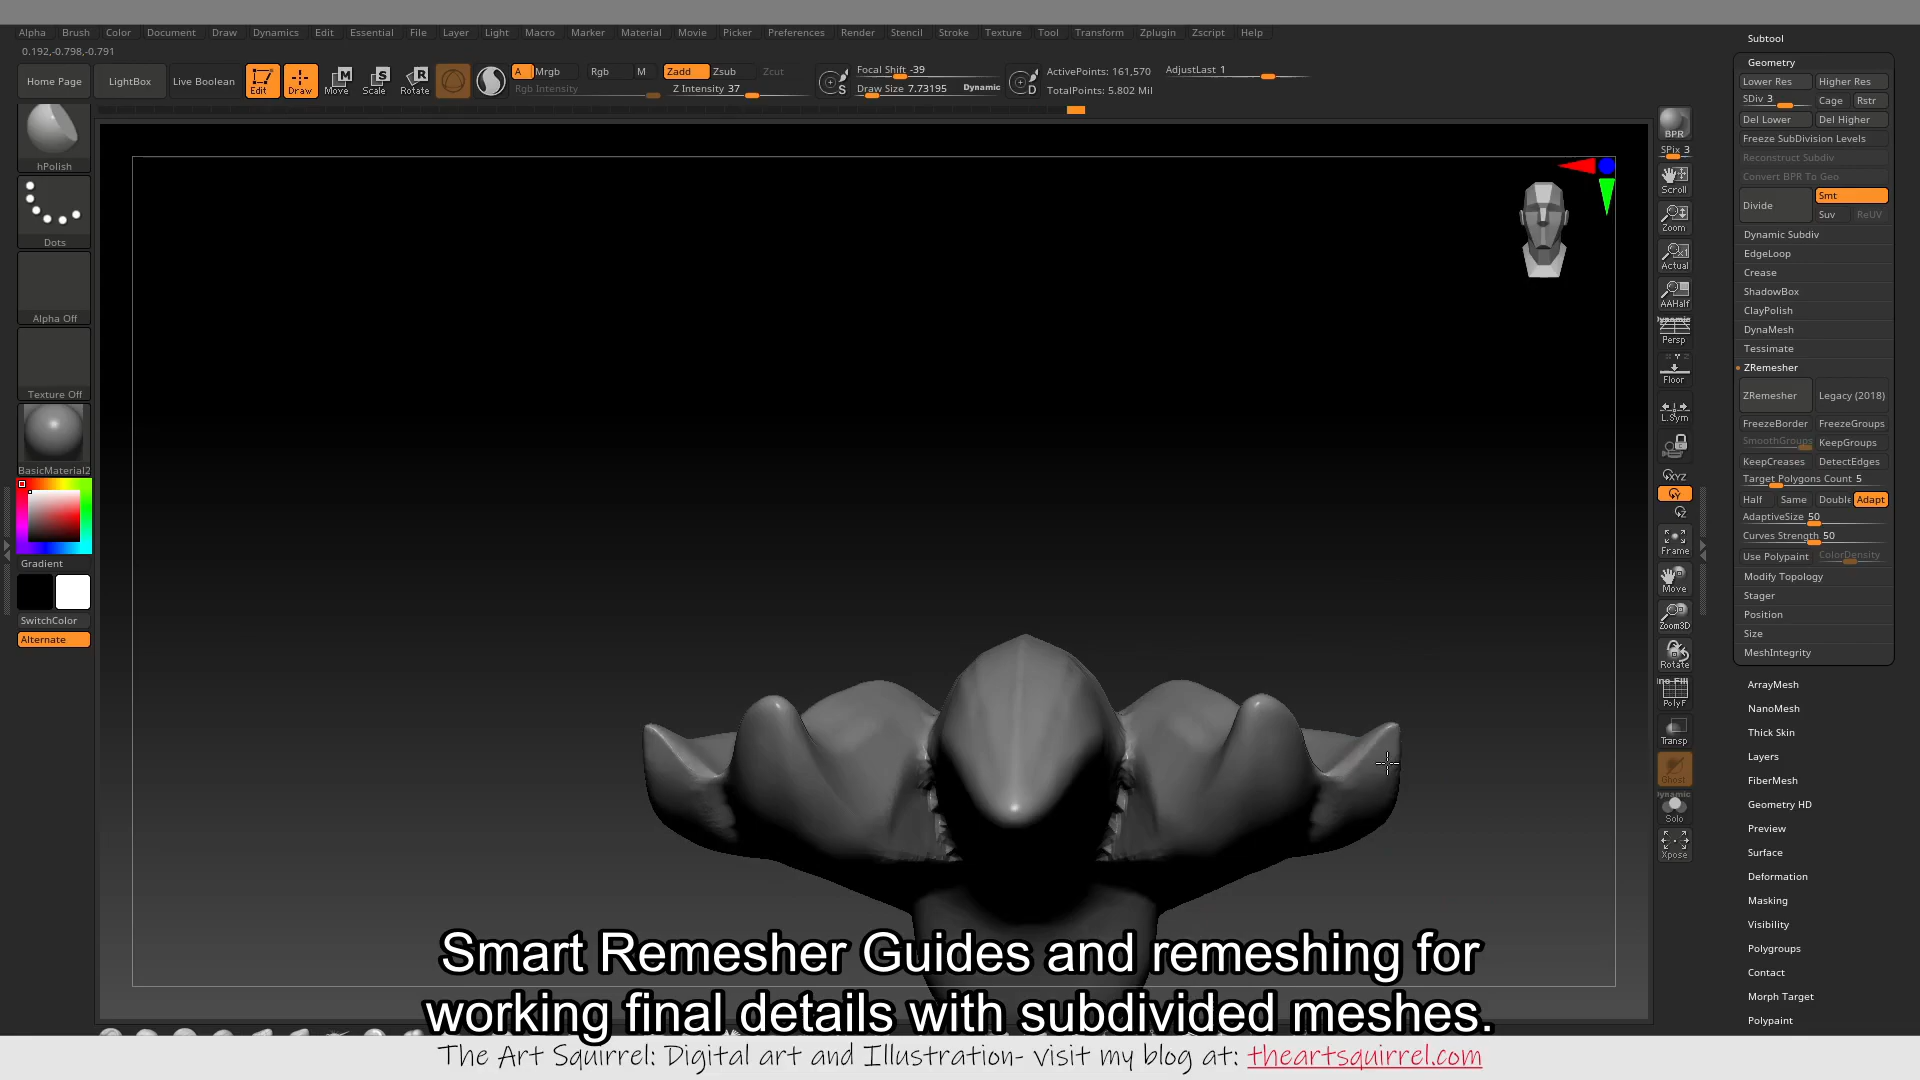 Alpha Brush Color Document Draw Dynamics Edit Essential File Layer Light Macro Marker Material Movie Picker Preferences Render Stencil Stroke Texture Tool Transform Zplugin Zscript Help
0.192,-0.798,-0.791
Home Page
LightBox
Live Boolean
Edit
Draw
Move
Scale
Rotate
A
Mrgb
Rgb
M
Rgb Intensity
Zadd
Zsub
Zcut
Z Intensity 37
S
Focal Shift -39
Draw Size 7.73195
Dynamic
D
ActivePoints: 161,570
TotalPoints: 5.802 Mil
AdjustLast 1
hPolish
Dots
Alpha Off
Texture Off
BasicMaterial2
Gradient
SwitchColor
Alternate
BPR
SPix 3
Scroll
Zoom
Actual
AAHalf
Dynamic
Persp
Floor
L.Sym
XYZ
Y
Z
Frame
Move
Zoom3D
Rotate
PolyF
Transp
Ghost
Dynamic
Solo
Xpose
Subtool
Geometry
Lower Res Higher Res
SDiv 3 Cage Rstr
Del Lower Del Higher
Freeze SubDivision Levels
Reconstruct Subdiv
Convert BPR To Geo
Divide
Smt
Suv ReUV
Dynamic Subdiv
EdgeLoop
Crease
ShadowBox
ClayPolish
DynaMesh
Tessimate
ZRemesher
ZRemesher Legacy (2018)
FreezeBorder FreezeGroups
SmoothGroups KeepGroups
KeepCreases DetectEdges
Target Polygons Count 5
Half Same Double Adapt
AdaptiveSize 50
Curves Strength 50
Use Polypaint ColorDensity
Modify Topology
Stager
Position
Size
MeshIntegrity
ArrayMesh
NanoMesh
Thick Skin
Layers
FiberMesh
Geometry HD
Preview
Surface
Deformation
Masking
Visibility
Polygroups
Contact
Morph Target
Polypaint
Smart Remesher Guides and remeshing for
working final details with subdivided meshes.
The Art Squirrel: Digital art and Illustration- visit my blog at: theartsquirrel.com